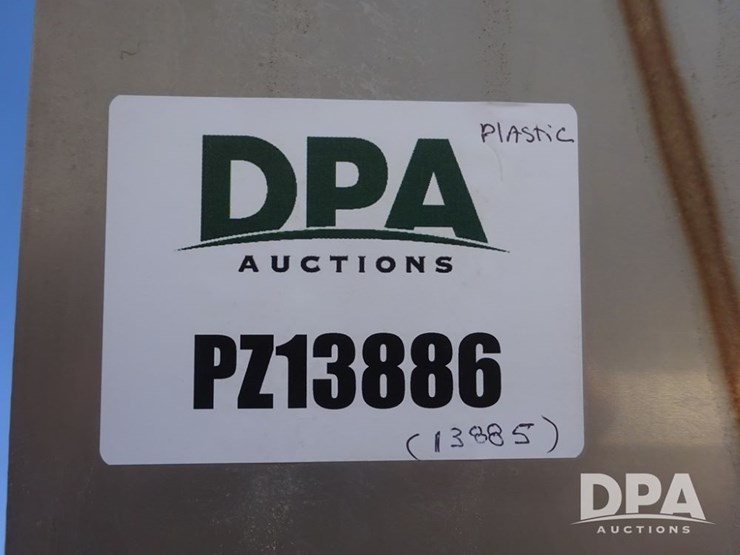 Plastic
DPA
AUCTIONS
PZ13886
(13885)
DPA
AUCTIONS